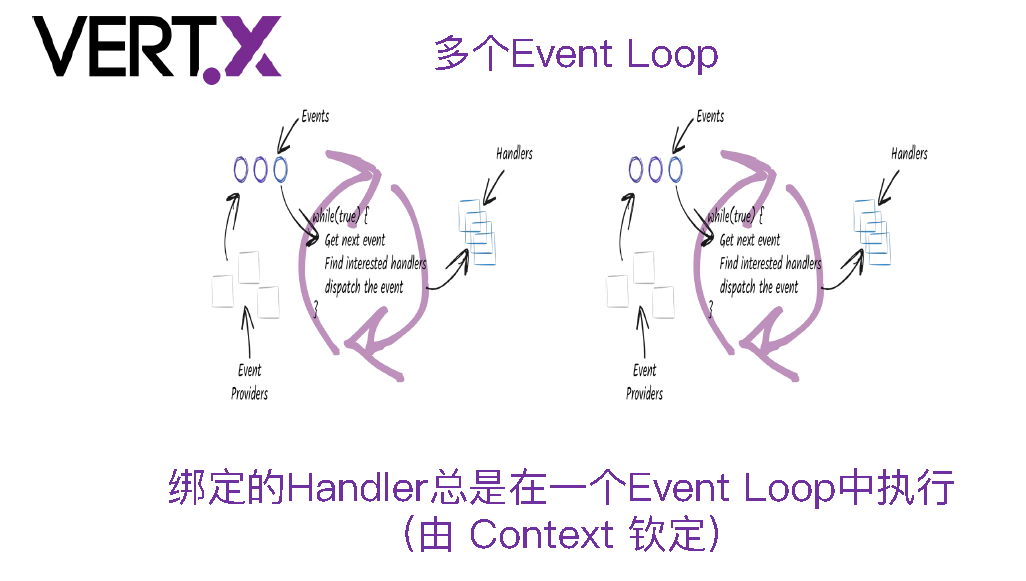 VERT.X
多个Event Loop
Events
Handlers
while(true) {
Get next event
Find interested handlers
dispatch the event
}
Event
Providers
Events
Handlers
while(true) {
Get next event
Find interested handlers
dispatch the event
}
Event
Providers
绑定的Handler总是在一个Event Loop中执行
（由 Context 钦定）